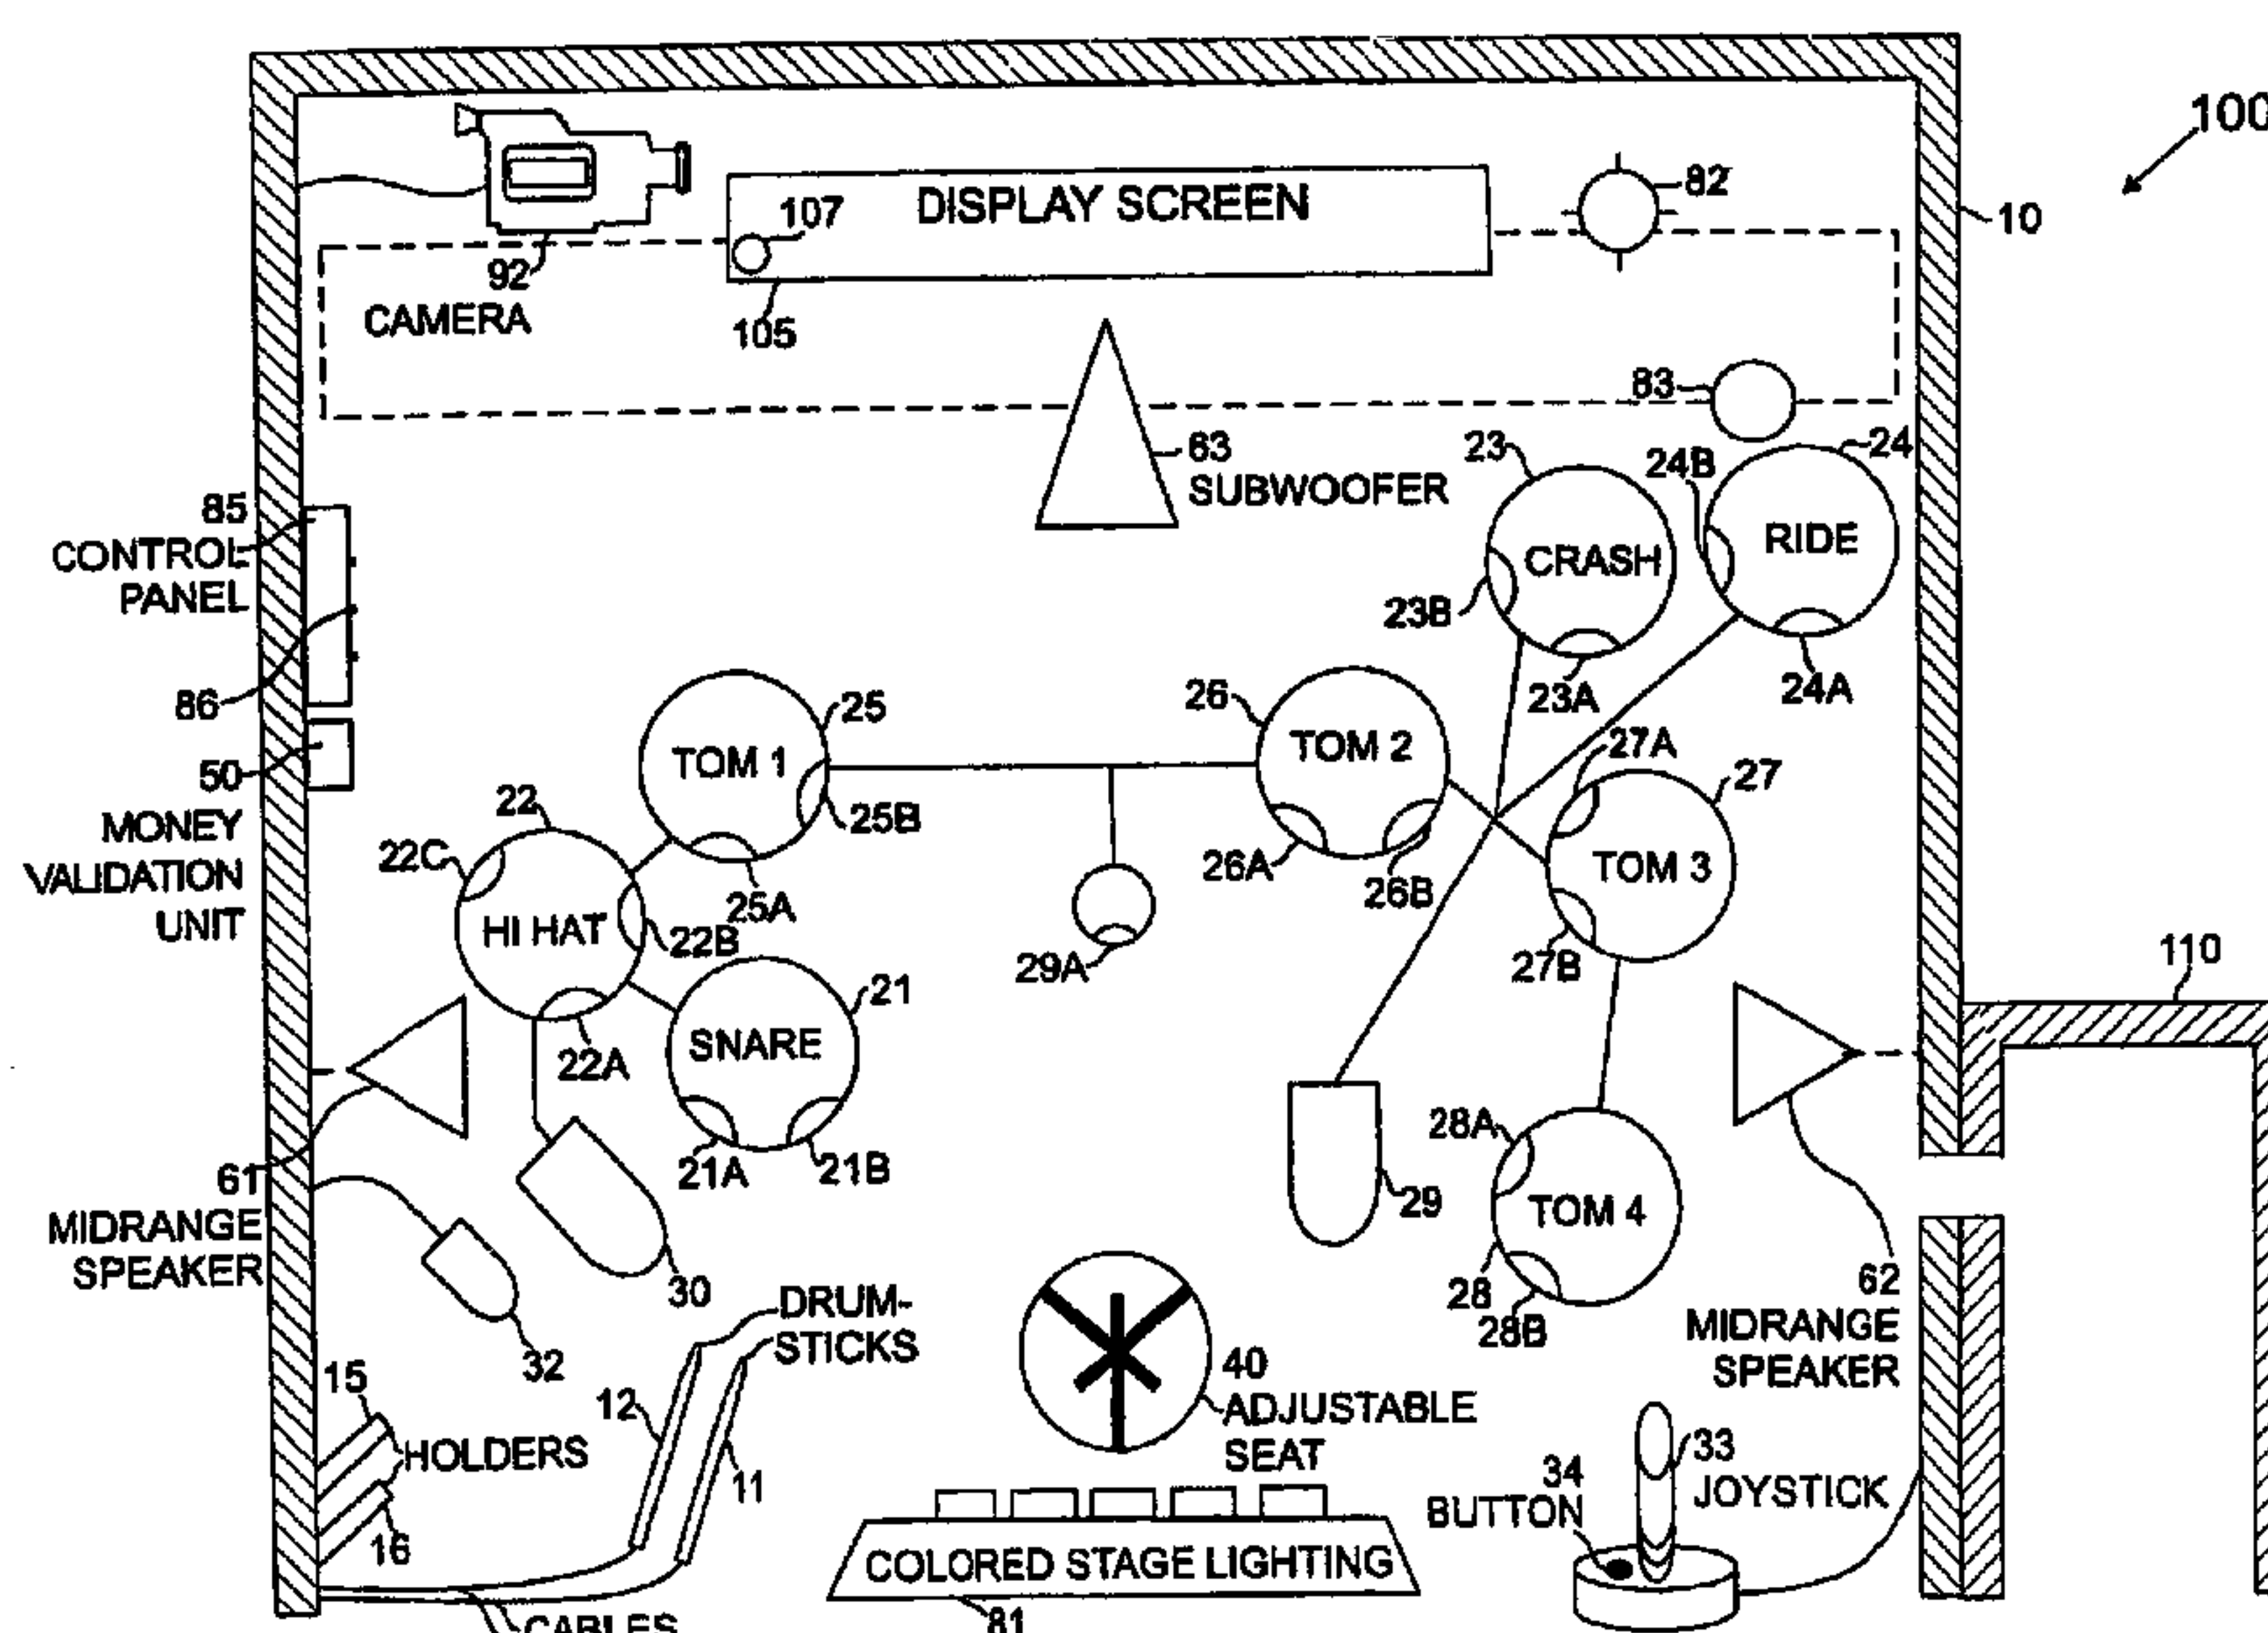 100
82
10
DISPLAY SCREEN
107
92
CAMERA
105
83
63
SUBWOOFER
23
24B
24
CRASH
RIDE
23B
23A
24A
85
CONTROL
PANEL
86
50
MONEY
VALIDATION
UNIT
25
TOM 1
25B
25A
26
TOM 2
26A
26B
27A
27
TOM 3
27B
22
22C
HI HAT
22B
22A
29A
21
SNARE
21A
21B
110
61
MIDRANGE
SPEAKER
30
32
29
28A
TOM 4
28
28B
62
MIDRANGE
SPEAKER
DRUM-
STICKS
12
11
15
HOLDERS
16
40
ADJUSTABLE
SEAT
34
BUTTON
33
JOYSTICK
COLORED STAGE LIGHTING
81
CABLES